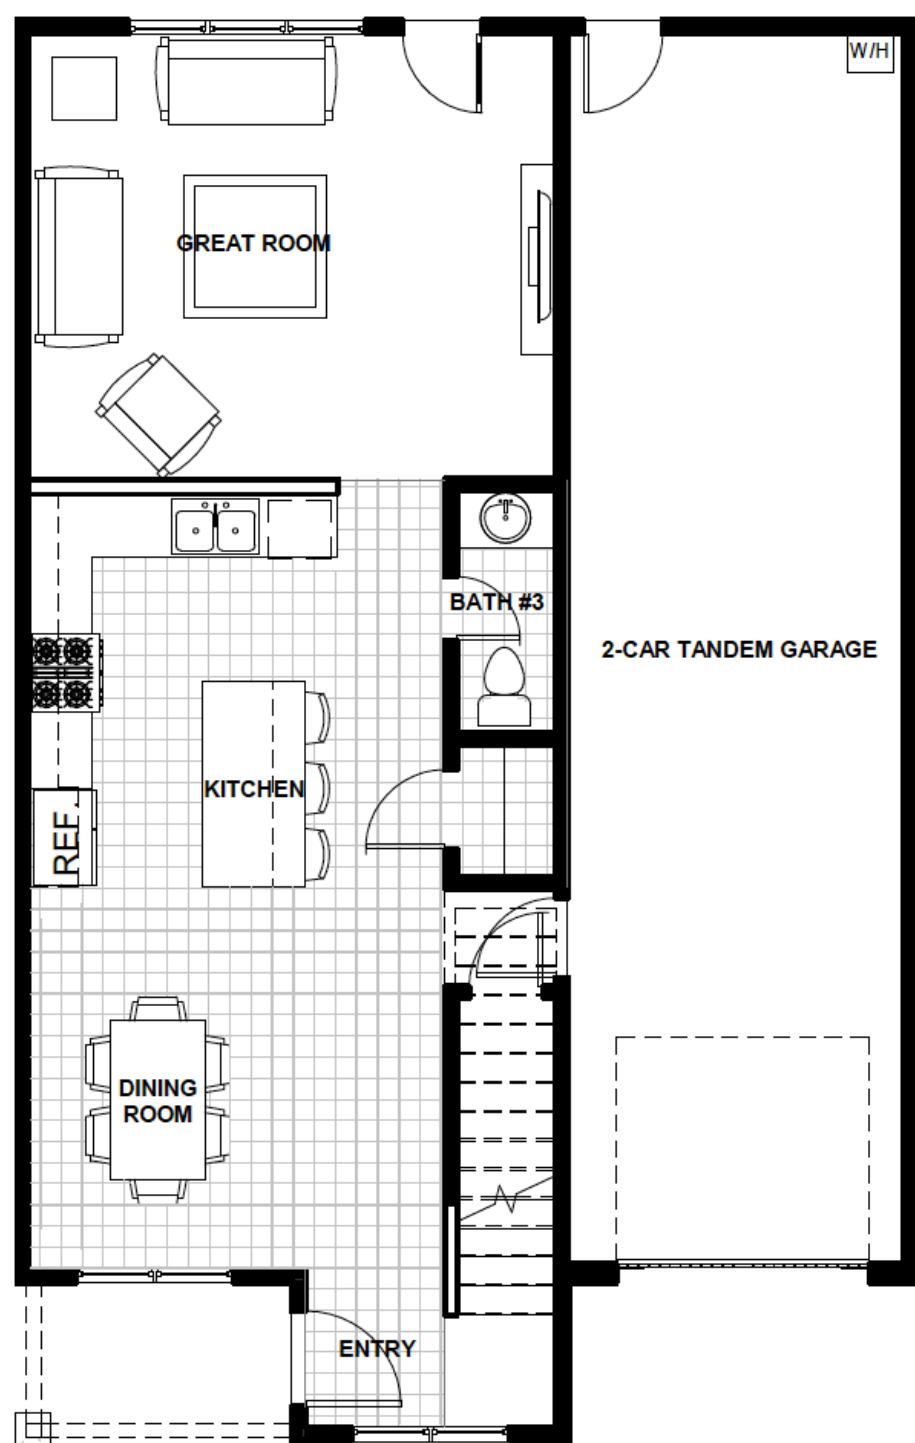 W/H
GREAT ROOM
BATH #3
2-CAR TANDEM GARAGE
KITCHEN
REF.
DINING
ROOM
ENTRY